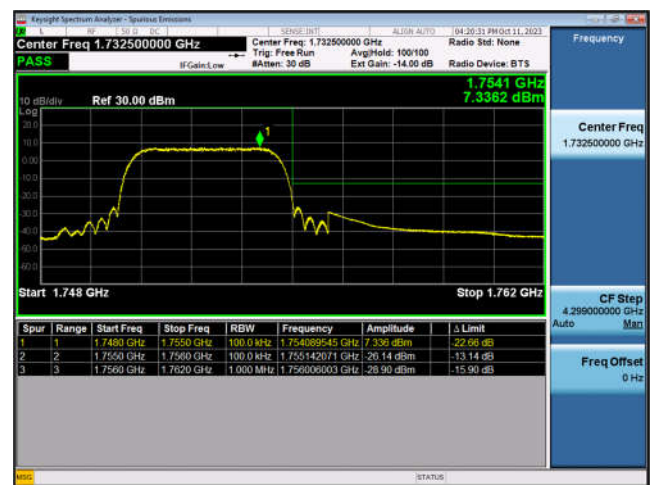 Keysight Spectrum Analyzer - Spurious Emissions
RL RF 50 Ω DC SENSE:INT ALIGN AUTO 04:20:31 PM Oct 11, 2023
Center Freq 1.732500000 GHz
Center Freq: 1.732500000 GHz
Radio Std: None
Trig: Free Run
Avg|Hold: 100/100
PASS
IFGain:Low
#Atten: 30 dB
Ext Gain: -14.00 dB
Radio Device: BTS
Frequency
1.7541 GHz
7.3362 dBm
10 dB/div
Ref 30.00 dBm
Log
20.0
10.0
0.00
-10.0
-20.0
-30.0
-40.0
-50.0
-60.0
1
Start 1.748 GHz
Stop 1.762 GHz
Center Freq
1.732500000 GHz
CF Step
4.299000000 GHz
Auto Man
Freq Offset
0 Hz
Spur Range Start Freq Stop Freq RBW Frequency Amplitude Δ Limit
1 1 1.7480 GHz 1.7550 GHz 100.0 kHz 1.754089545 GHz 7.336 dBm -22.66 dB
2 2 1.7550 GHz 1.7560 GHz 100.0 kHz 1.755142071 GHz -26.14 dBm -13.14 dB
3 3 1.7560 GHz 1.7620 GHz 1.000 MHz 1.756006003 GHz -28.90 dBm -15.90 dB
MSG
STATUS